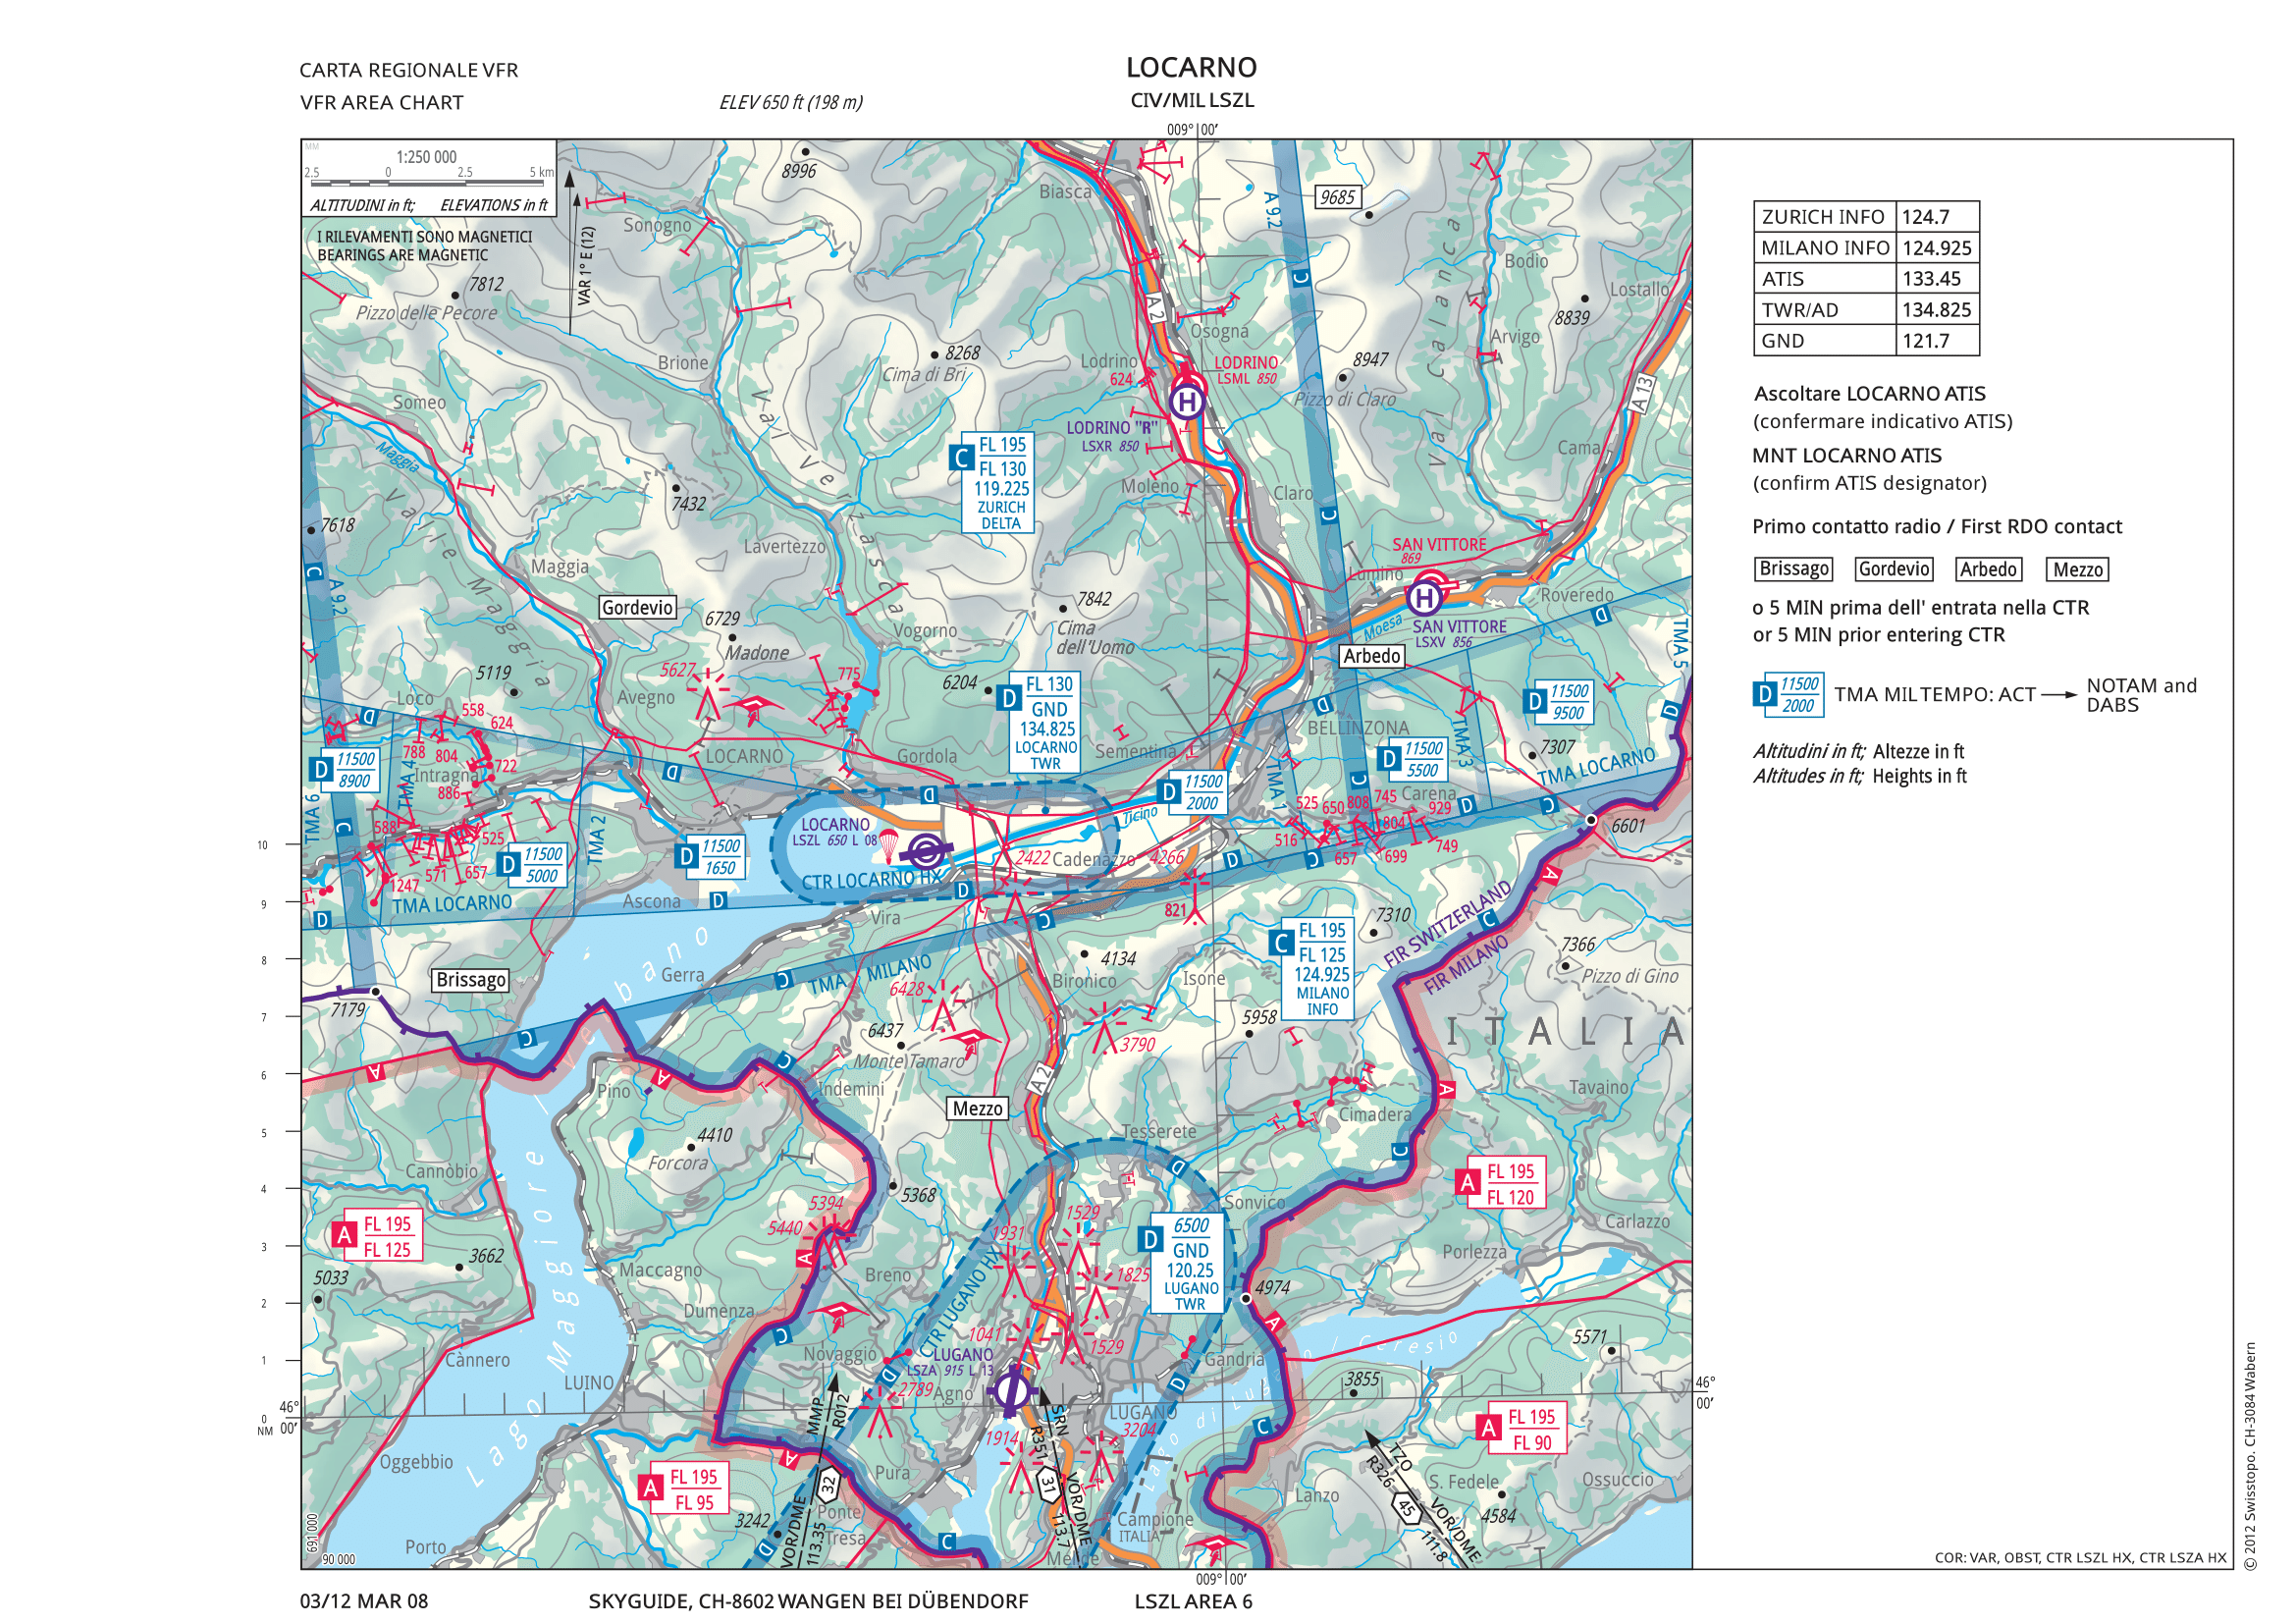 CARTA REGIONALE VFR
VFR AREA CHART
ELEV 650 ft (198 m)
LOCARNO
CIV/MIL LSZL
009° 00′
MM
1:250 000
2.5 0 2.5 5 km
ALTITUDINI in ft; ELEVATIONS in ft
I RILEVAMENTI SONO MAGNETICI
BEARINGS ARE MAGNETIC
VAR 1° E (12)
8996
Sonogno
Biasca
A 9.2
9685
Val Calanca
Bodio
Lostallo
8839
7812
Pizzo delle Pecore
Brione
8268
Cima di Bri
A 2
Osogna
Lodrino
624
LODRINO
LSML 850
8947
Pizzo di Claro
Arvigo
A 13
Someo
Maggia
Val Verzasca
H
LODRINO "R"
LSXR 850
C
FL 195
FL 130
119.225
ZURICH
DELTA
Cama
7432
7618
Valle Maggia
Moleno
Claro
C
C
Lavertezzo
Maggia
SAN VITTORE
869
Lumino
H
Roveredo
Moesa
SAN VITTORE
LSXV 856
C
A 9.2
Gordevio
6729
Madone
7842
Cima
dell'Uomo
Vogorno
Arbedo
D
TMA 5
5119
Loco
Avegno
5627
775
6204
D
FL 130
GND
134.825
LOCARNO
TWR
D
BELLINZONA
D
11500
9500
D
558
624
788
804
722
Intragna
886
D
11500
8900
TMA 4
LOCARNO
D
Gordola
Sementina
D
11500
5500
TMA 3
7307
TMA LOCARNO
D
11500
2000
TMA 1
C
Carena
525
650
808
745
929
804
516
657
699
749
D
C
6601
TMA 6
C
588
525
571
657
1247
D
11500
5000
TMA 2
D
11500
1650
LOCARNO
LSZL 650 L 08
D
Ticino
2422
Cadenazzo
4266
D
C
CTR LOCARNO HX
D
TMA LOCARNO
D
D
Ascona
Vira
C
821
A
7310
FIR SWITZERLAND
C
FIR MILANO
7366
Pizzo di Gino
Brissago
Gerra
Verbano
C
TMA MILANO
4134
Bironico
Isone
C
FL 195
FL 125
124.925
MILANO
INFO
7179
6428
6437
Monte Tamaro
3790
5958
ITALIA
C
A
Pino
A
C
Indemini
A 2
Mezzo
Cimadera
A
Tavaino
4410
Forcora
Tesserete
C
Cannòbio
5394
5440
5368
D
Sonvico
A
FL 195
FL 120
A
FL 195
FL 125
3662
5033
Lago Maggiore
Maccagno
A
Breno
1931
1529
1825
D
6500
GND
120.25
LUGANO
TWR
Carlazzo
Porlezza
4974
Dumenza
C
CTR LUGANO HX
1041
1529
A
Novaggio
LUGANO
LSZA 915 L 13
Gandria
Lago di Lugano
l Ceresio
5571
Cànnero
LUINO
D
2789
Agno
MMP
R012
SRN
R351
LUGANO
3204
D
3855
C
46°
00′
46°
00′
10
9
8
7
6
5
4
3
2
1
0
NM
Oggebbio
1914
A
FL 195
FL 90
A
Pura
TZO
R326
S. Fedele
Ossuccio
A
FL 195
FL 95
32
31
45
VOR/DME
113.7
VOR/DME
111.8
Lanzo
4584
3242
VOR/DME
113.35
D
Ponte
Tresa
C
Campione
ITALIA
Melide
Porto
691 000
90 000
009° 00′
ZURICH INFO 124.7
MILANO INFO 124.925
ATIS 133.45
TWR/AD 134.825
GND 121.7
Ascoltare LOCARNO ATIS
(confermare indicativo ATIS)
MNT LOCARNO ATIS
(confirm ATIS designator)
Primo contatto radio / First RDO contact
Brissago Gordevio Arbedo Mezzo
o 5 MIN prima dell' entrata nella CTR
or 5 MIN prior entering CTR
D 11500 2000 TMA MIL TEMPO: ACT NOTAM and
DABS
Altitudini in ft; Altezze in ft
Altitudes in ft; Heights in ft
COR: VAR, OBST, CTR LSZL HX, CTR LSZA HX
© 2012 Swisstopo. CH-3084 Wabern
03/12 MAR 08
SKYGUIDE, CH-8602 WANGEN BEI DÜBENDORF
LSZL AREA 6